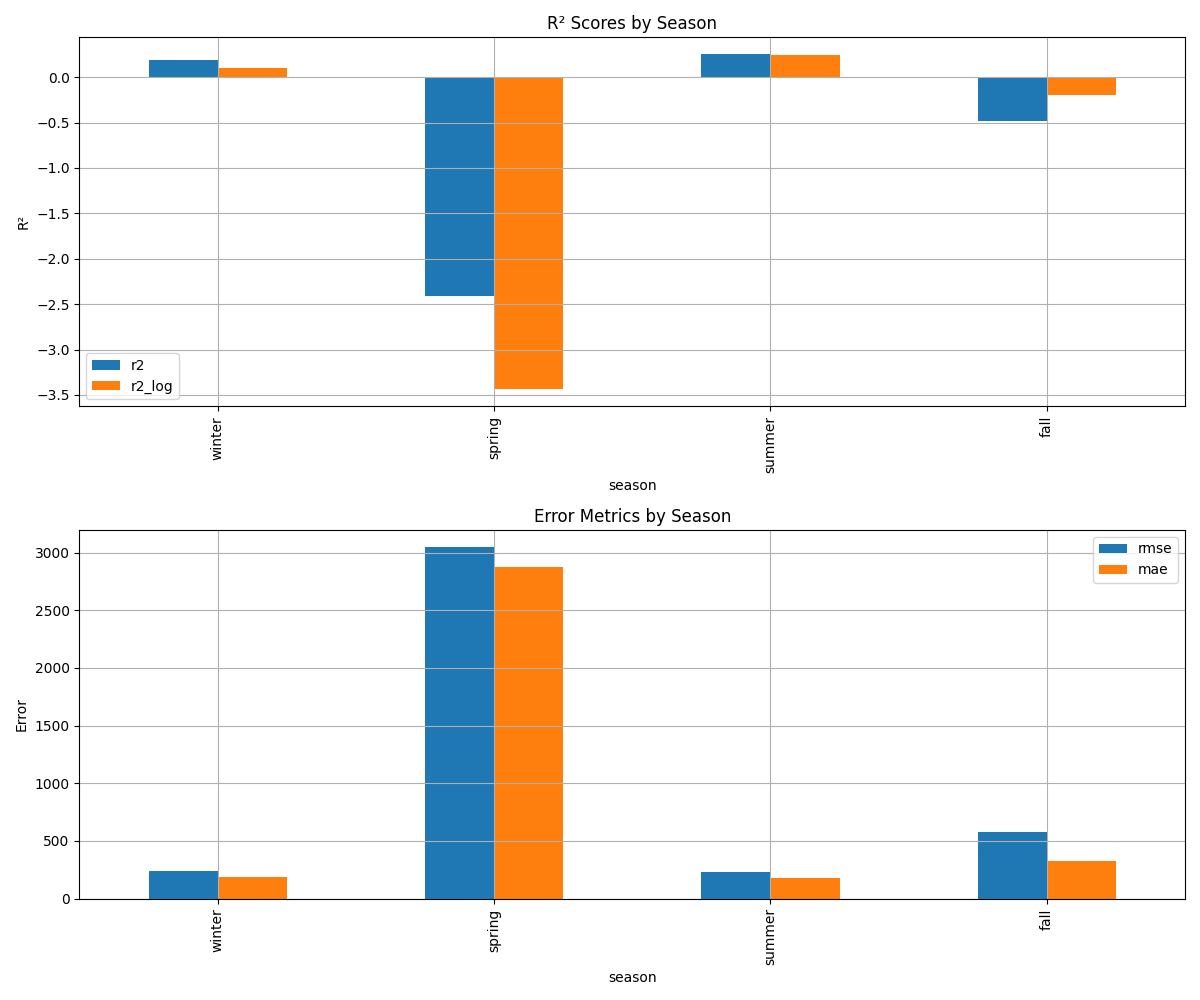 R² Scores by Season
0.0
−0.5
−1.0
−1.5
−2.0
−2.5
−3.0
−3.5
R²
r2
r2_log
winter
spring
summer
fall
season
Error Metrics by Season
3000
2500
2000
1500
1000
500
0
Error
rmse
mae
winter
spring
summer
fall
season